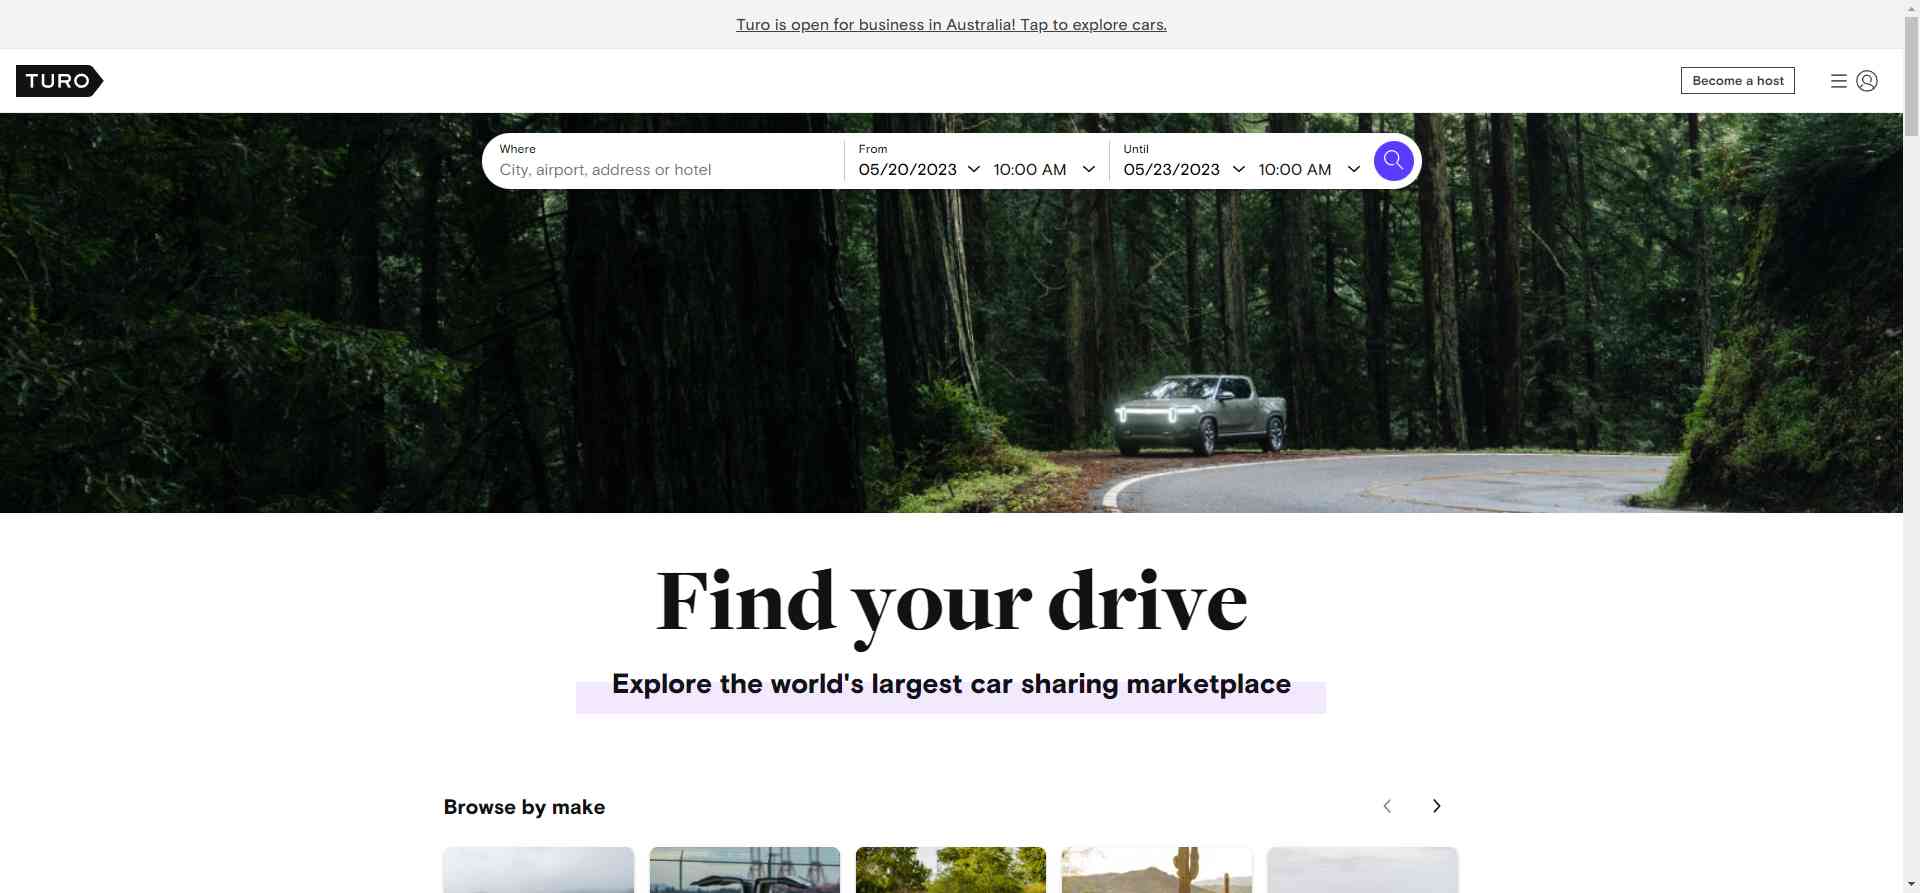 Turo is open for business in Australia! Tap to explore cars.
TURO
Become a host
Where
City, airport, address or hotel
From
05/20/2023 10:00 AM
Until
05/23/2023 10:00 AM
Find your drive
Explore the world's largest car sharing marketplace
Browse by make